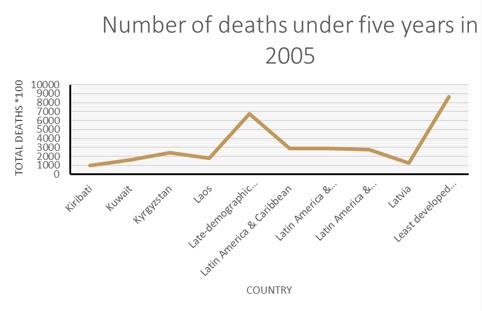 Number of deaths under five years in
2005
TOTAL DEATHS *100
10000
9000
8000
7000
6000
5000
4000
3000
2000
1000
0
Kiribati
Kuwait
Kyrgyzstan
Laos
Late-demographic...
Latin America & Caribbean
Latin America &...
Latin America &...
Latvia
Least developed...
COUNTRY